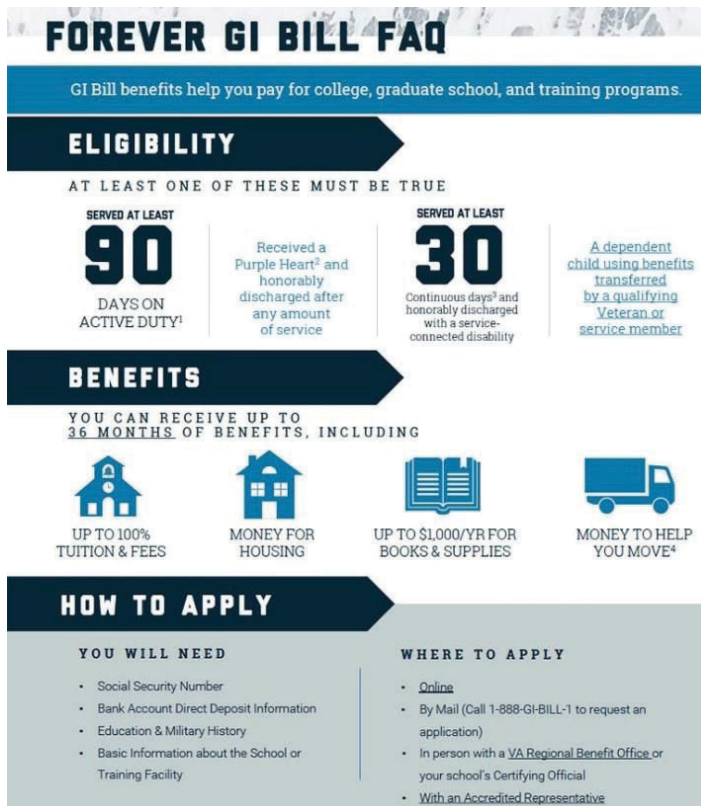 FOREVER GI BILL FAQ
GI Bill benefits help you pay for college, graduate school, and training programs.
ELIGIBILITY
AT LEAST ONE OF THESE MUST BE TRUE
SERVED AT LEAST
90
DAYS ON
ACTIVE DUTY¹
Received a
Purple Heart² and
honorably
discharged after
any amount
of service
SERVED AT LEAST
30
Continuous days³ and
honorably discharged
with a service-
connected disability
A dependent
child using benefits
transferred
by a qualifying
Veteran or
service member
BENEFITS
YOU CAN RECEIVE UP TO
36 MONTHS OF BENEFITS, INCLUDING
UP TO 100%
TUITION & FEES
MONEY FOR
HOUSING
UP TO $1,000/YR FOR
BOOKS & SUPPLIES
MONEY TO HELP
YOU MOVE⁴
HOW TO APPLY
YOU WILL NEED
• Social Security Number
• Bank Account Direct Deposit Information
• Education & Military History
• Basic Information about the School or
Training Facility
WHERE TO APPLY
• Online
• By Mail (Call 1-888-GI-BILL-1 to request an
application)
• In person with a VA Regional Benefit Office or
your school's Certifying Official
• With an Accredited Representative